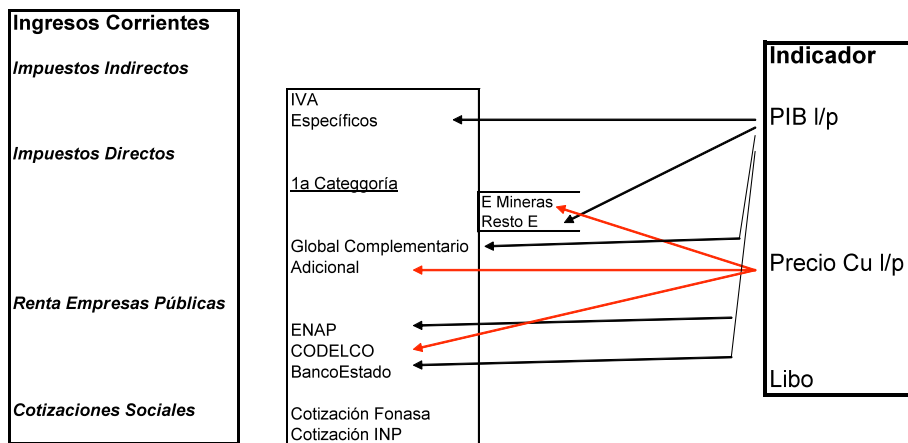 Ingresos Corrientes
Impuestos Indirectos
Impuestos Directos
Renta Empresas Públicas
Cotizaciones Sociales
IVA
Específicos
1a Categgoría
E Mineras
Resto E
Global Complementario
Adicional
ENAP
CODELCO
BancoEstado
Cotización Fonasa
Cotización INP
Indicador
PIB l/p
Precio Cu l/p
Libo